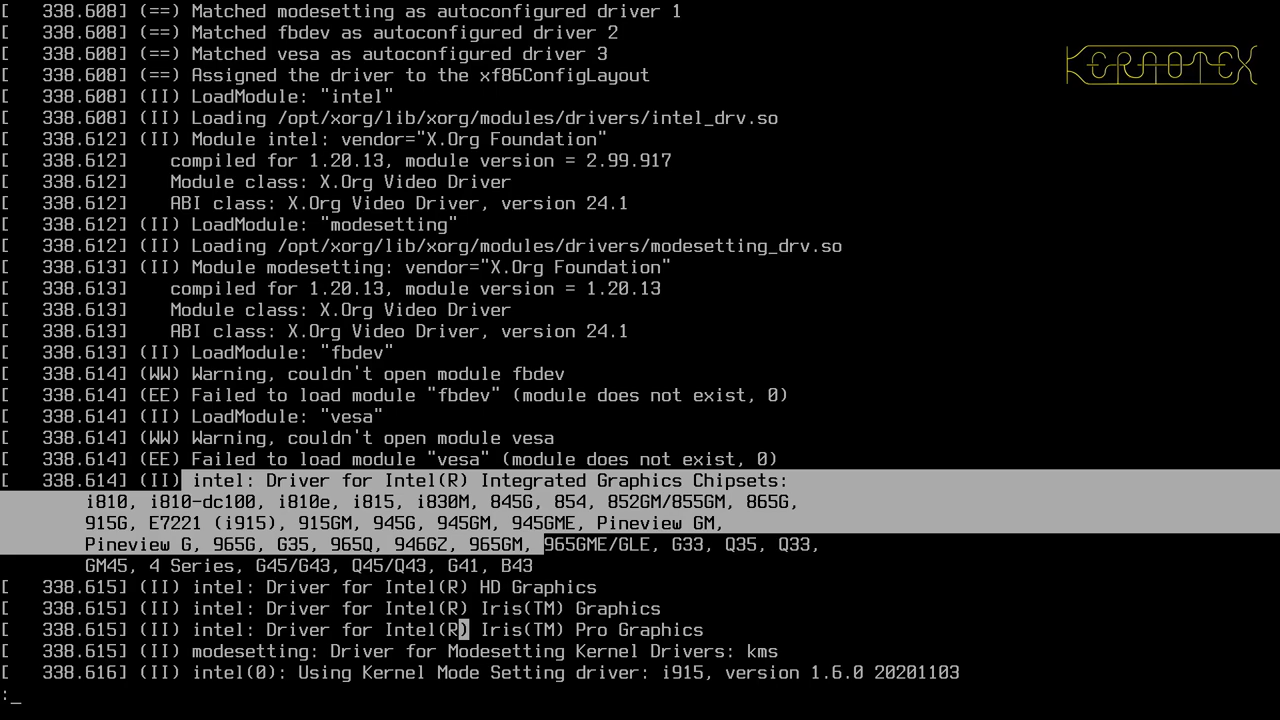 [   338.608] (==) Matched modesetting as autoconfigured driver 1
[   338.608] (==) Matched fbdev as autoconfigured driver 2
[   338.608] (==) Matched vesa as autoconfigured driver 3
[   338.608] (==) Assigned the driver to the xf86ConfigLayout
[   338.608] (II) LoadModule: "intel"
[   338.608] (II) Loading /opt/xorg/lib/xorg/modules/drivers/intel_drv.so
[   338.612] (II) Module intel: vendor="X.Org Foundation"
[   338.612]    compiled for 1.20.13, module version = 2.99.917
[   338.612]    Module class: X.Org Video Driver
[   338.612]    ABI class: X.Org Video Driver, version 24.1
[   338.612] (II) LoadModule: "modesetting"
[   338.612] (II) Loading /opt/xorg/lib/xorg/modules/drivers/modesetting_drv.so
[   338.613] (II) Module modesetting: vendor="X.Org Foundation"
[   338.613]    compiled for 1.20.13, module version = 1.20.13
[   338.613]    Module class: X.Org Video Driver
[   338.613]    ABI class: X.Org Video Driver, version 24.1
[   338.613] (II) LoadModule: "fbdev"
[   338.614] (WW) Warning, couldn't open module fbdev
[   338.614] (EE) Failed to load module "fbdev" (module does not exist, 0)
[   338.614] (II) LoadModule: "vesa"
[   338.614] (WW) Warning, couldn't open module vesa
[   338.614] (EE) Failed to load module "vesa" (module does not exist, 0)
[   338.614] (II) intel: Driver for Intel(R) Integrated Graphics Chipsets:
        i810, i810-dc100, i810e, i815, i830M, 845G, 854, 852GM/855GM, 865G,
        915G, E7221 (i915), 915GM, 945G, 945GM, 945GME, Pineview GM,
        Pineview G, 965G, G35, 965Q, 946GZ, 965GM, 965GME/GLE, G33, Q35, Q33,
        GM45, 4 Series, G45/G43, Q45/Q43, G41, B43
[   338.615] (II) intel: Driver for Intel(R) HD Graphics
[   338.615] (II) intel: Driver for Intel(R) Iris(TM) Graphics
[   338.615] (II) intel: Driver for Intel(R) Iris(TM) Pro Graphics
[   338.615] (II) modesetting: Driver for Modesetting Kernel Drivers: kms
[   338.616] (II) intel(0): Using Kernel Mode Setting driver: i915, version 1.6.0 20201103
:_